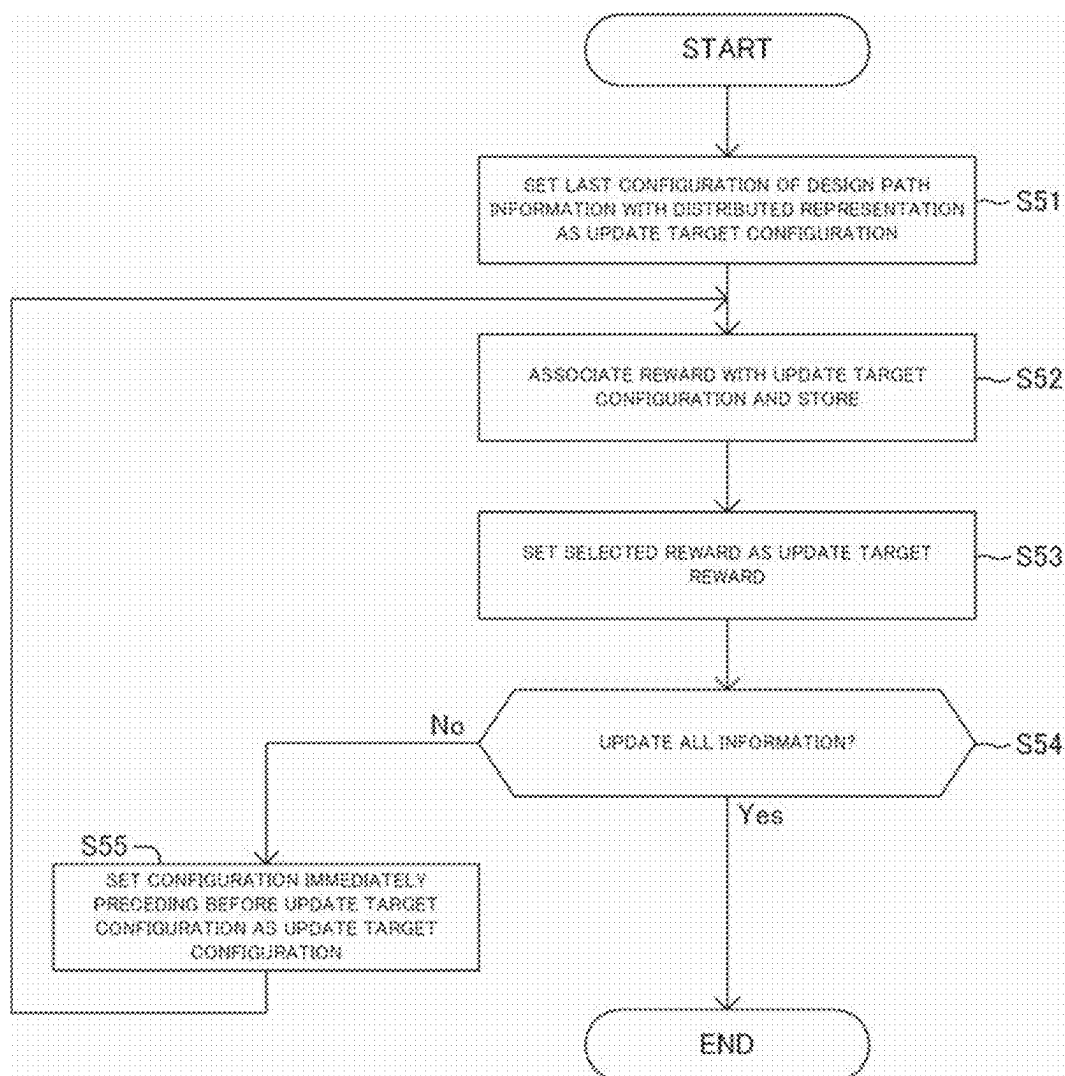 START
SET LAST CONFIGURATION OF DESIGN PATH
INFORMATION WITH DISTRIBUTED REPRESENTATION
AS UPDATE TARGET CONFIGURATION
S51
ASSOCIATE REWARD WITH UPDATE TARGET
CONFIGURATION AND STORE
S52
SET SELECTED REWARD AS UPDATE TARGET
REWARD
S53
No
UPDATE ALL INFORMATION?
S54
Yes
S55
SET CONFIGURATION IMMEDIATELY
PRECEDING BEFORE UPDATE TARGET
CONFIGURATION AS UPDATE TARGET
CONFIGURATION
END